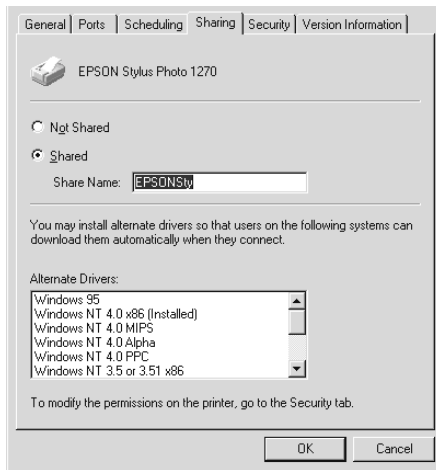 General Ports Scheduling Sharing Security Version Information
EPSON Stylus Photo 1270
Not Shared
Shared
Share Name: EPSONSty
You may install alternate drivers so that users on the following systems can
download them automatically when they connect.
Alternate Drivers:
Windows 95
Windows NT 4.0 x86 (Installed)
Windows NT 4.0 MIPS
Windows NT 4.0 Alpha
Windows NT 4.0 PPC
Windows NT 3.5 or 3.51 x86
To modify the permissions on the printer, go to the Security tab.
OK Cancel